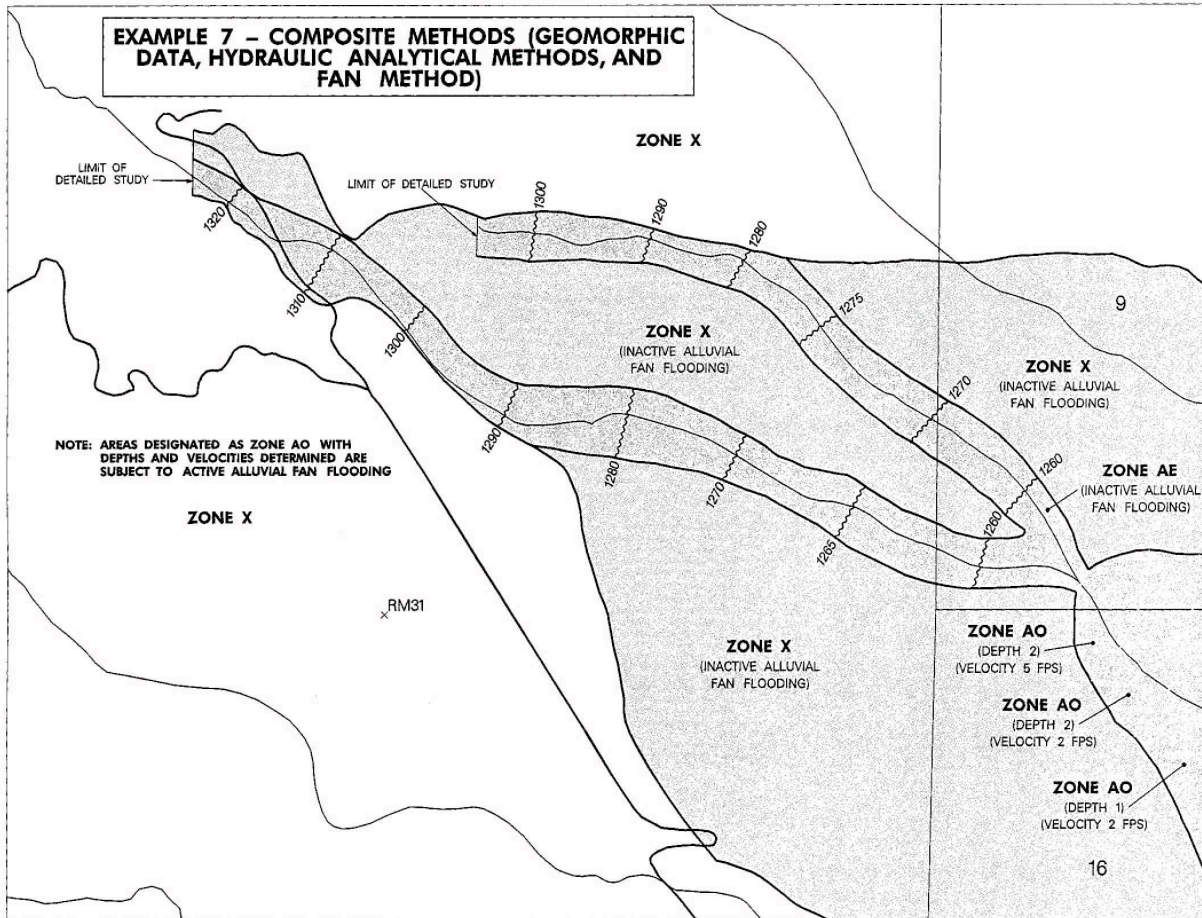 EXAMPLE 7 – COMPOSITE METHODS (GEOMORPHIC
DATA, HYDRAULIC ANALYTICAL METHODS, AND
FAN METHOD)
ZONE X
LIMIT OF
DETAILED STUDY
LIMIT OF DETAILED STUDY
1320
1310
1300
1290
1280
1270
1265
1260
1300
1290
1280
1275
1270
1260
9
ZONE X
(INACTIVE ALLUVIAL
FAN FLOODING)
ZONE X
(INACTIVE ALLUVIAL
FAN FLOODING)
NOTE: AREAS DESIGNATED AS ZONE AO WITH
DEPTHS AND VELOCITIES DETERMINED ARE
SUBJECT TO ACTIVE ALLUVIAL FAN FLOODING
ZONE AE
(INACTIVE ALLUVIAL
FAN FLOODING)
ZONE X
RM31
ZONE X
(INACTIVE ALLUVIAL
FAN FLOODING)
ZONE AO
(DEPTH 2)
(VELOCITY 5 FPS)
ZONE AO
(DEPTH 2)
(VELOCITY 2 FPS)
ZONE AO
(DEPTH 1)
(VELOCITY 2 FPS)
16